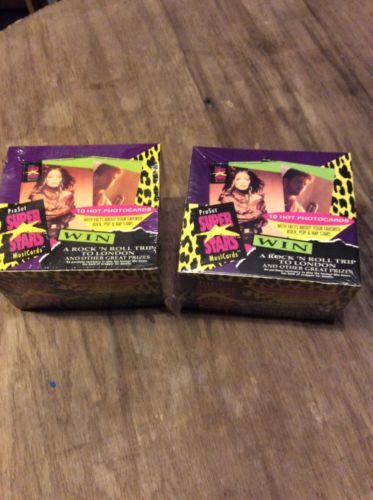 10 HOT PHOTOCARDS
WITH FACTS ABOUT YOUR FAVORITE
ROCK, POP & RAP STARS
ProSet
SUPER
STARS
MusiCards
WIN
A ROCK 'N ROLL TRIP
TO LONDON
AND OTHER GREAT PRIZES
10 HOT PHOTOCARDS
WITH FACTS ABOUT YOUR FAVORITE
ROCK, POP & RAP STARS
ProSet
SUPER
STARS
MusiCards
WIN
A ROCK 'N ROLL TRIP
TO LONDON
AND OTHER GREAT PRIZES